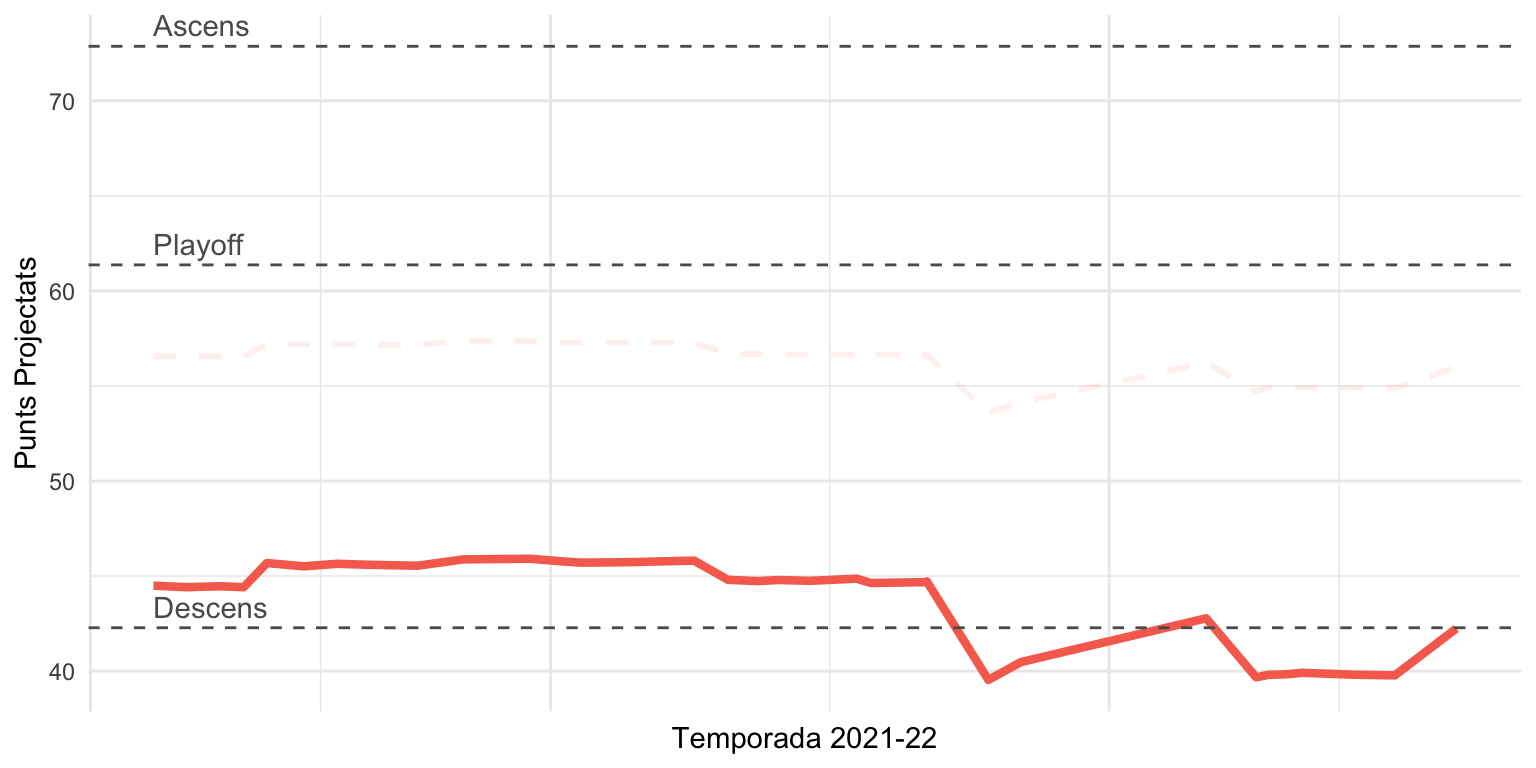 Ascens
70
Playoff
60
50
Descens
40
Punts Projectats
Temporada 2021-22